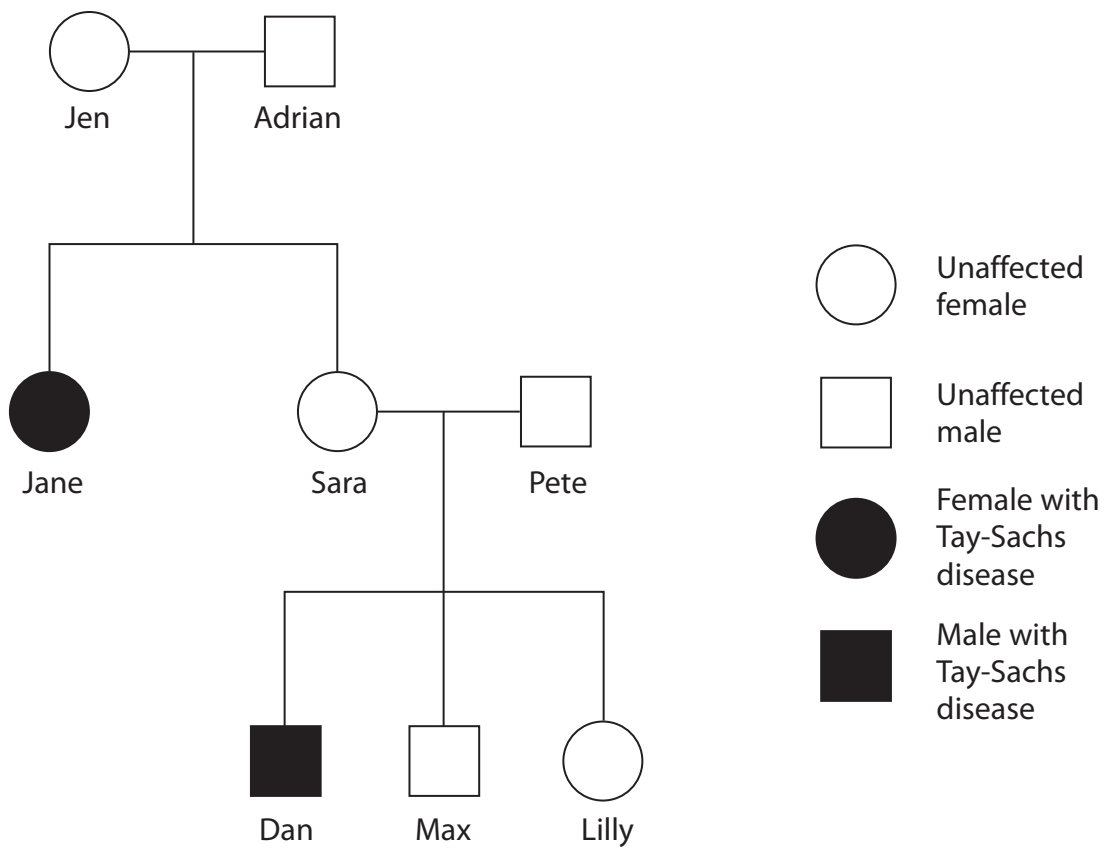 Jen
Adrian
Jane
Sara
Pete
Dan
Max
Lilly
Unaffected
female
Unaffected
male
Female with
Tay-Sachs
disease
Male with
Tay-Sachs
disease